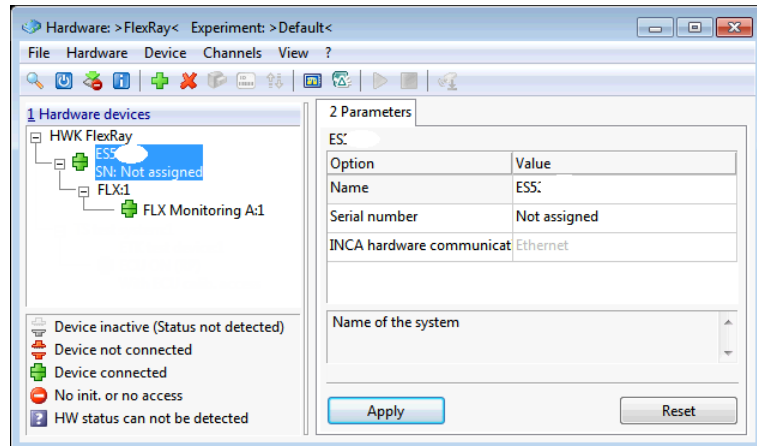 Hardware: >FlexRay< Experiment: >Default<
File Hardware Device Channels View ?
1 Hardware devices
HWK FlexRay
SN: Not assigned
FLX:1
FLX Monitoring A:1
Device inactive (Status not detected)
Device not connected
Device connected
No init. or no access
HW status can not be detected
2 Parameters
Option Value
Name
Serial number Not assigned
INCA hardware communicat Ethernet
Name of the system
Apply Reset